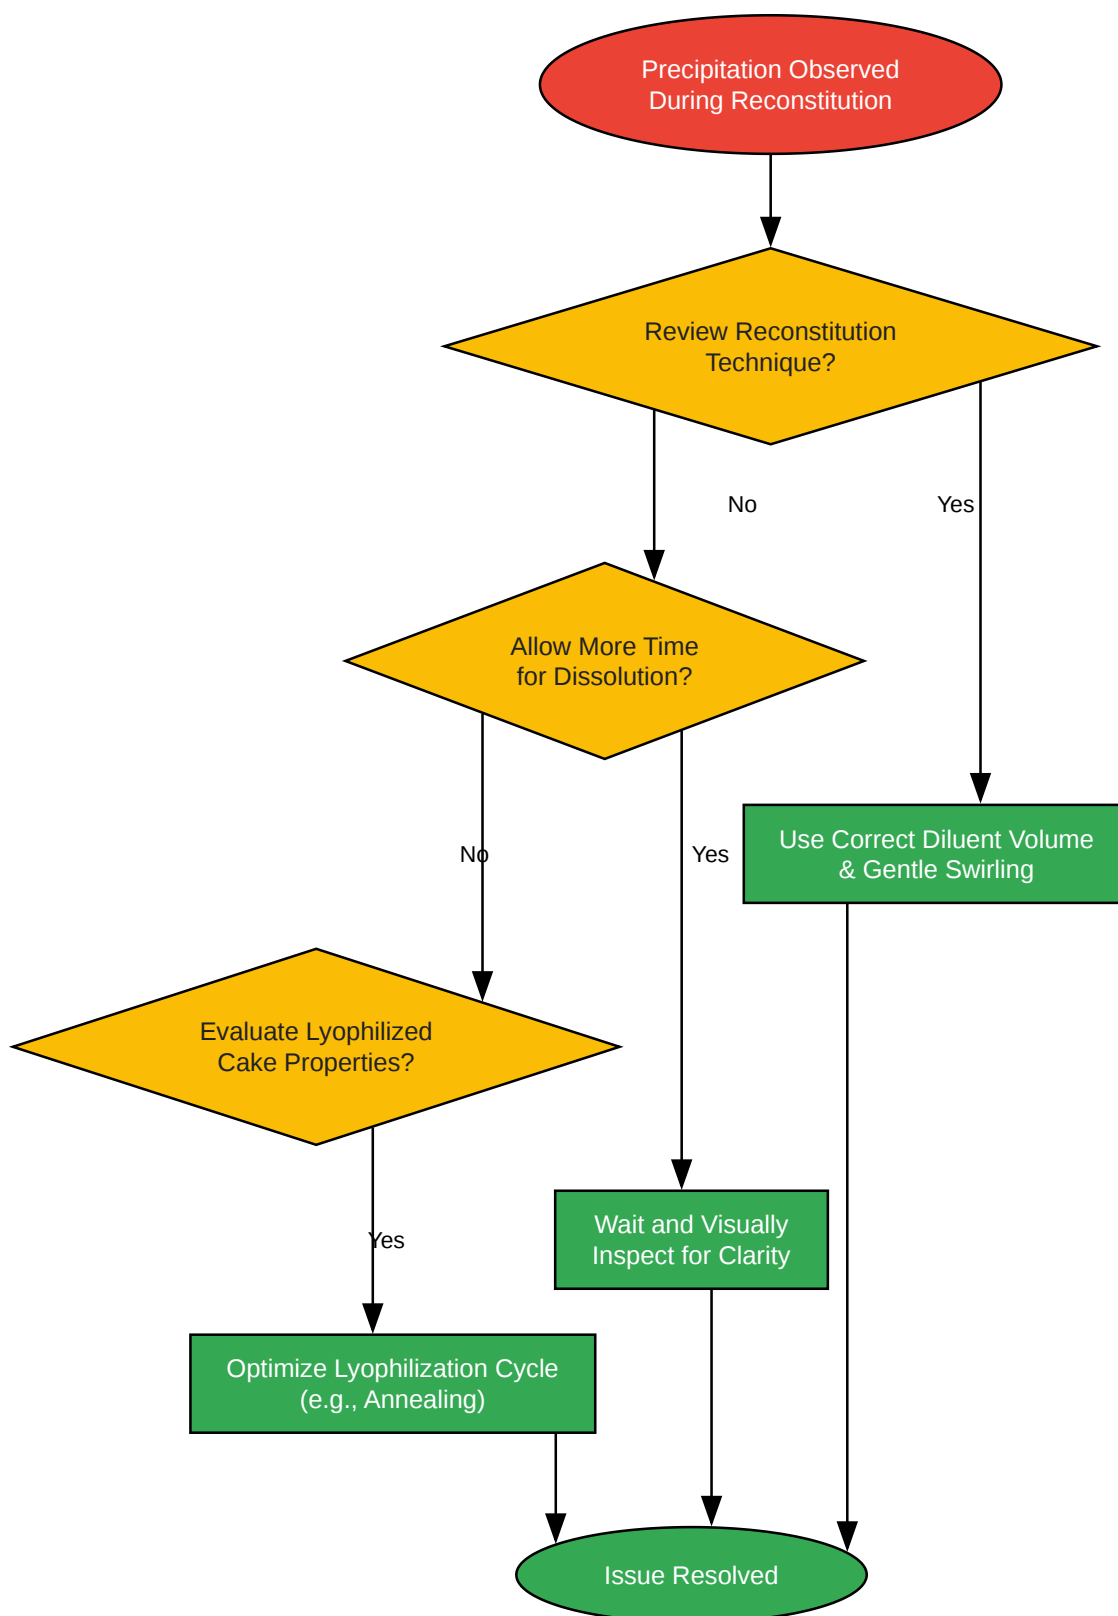 Precipitation Observed
During Reconstitution
Review Reconstitution
Technique?
No
Yes
Allow More Time
for Dissolution?
Use Correct Diluent Volume
& Gentle Swirling
No
Yes
Evaluate Lyophilized
Cake Properties?
Wait and Visually
Inspect for Clarity
Yes
Optimize Lyophilization Cycle
(e.g., Annealing)
Issue Resolved